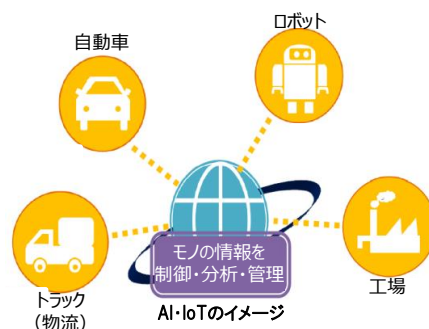 ロボット
自動車
モノの情報を
制御・分析・管理
トラック
(物流)
工場
AI・IoTのイメージ